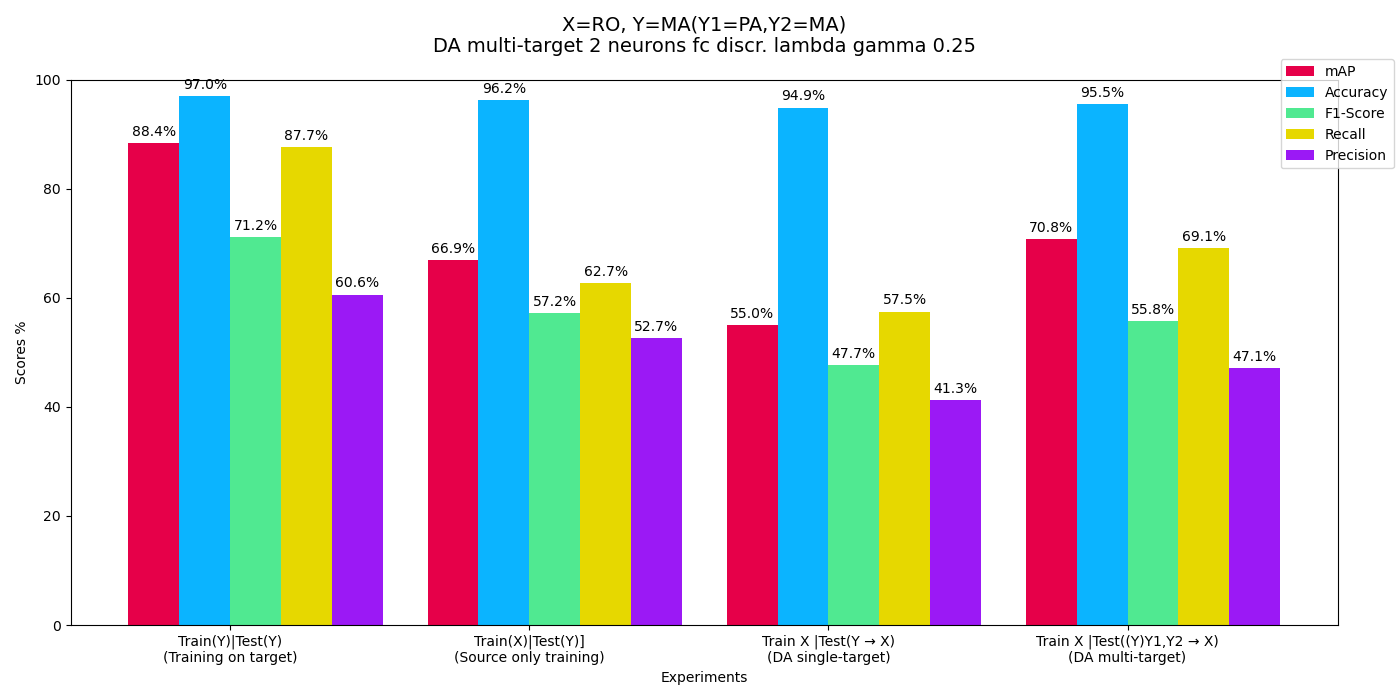 X=RO, Y=MA(Y1=PA,Y2=MA)
DA multi-target 2 neurons fc discr. lambda gamma 0.25
mAP
Accuracy
F1-Score
Recall
Precision
Scores %
100
80
60
40
20
0
88.4%
97.0%
71.2%
87.7%
60.6%
66.9%
96.2%
57.2%
62.7%
52.7%
55.0%
94.9%
47.7%
57.5%
41.3%
70.8%
95.5%
55.8%
69.1%
47.1%
Train(Y)|Test(Y)
(Training on target)
Train(X)|Test(Y)]
(Source only training)
Train X |Test(Y → X)
(DA single-target)
Train X |Test((Y)Y1,Y2 → X)
(DA multi-target)
Experiments